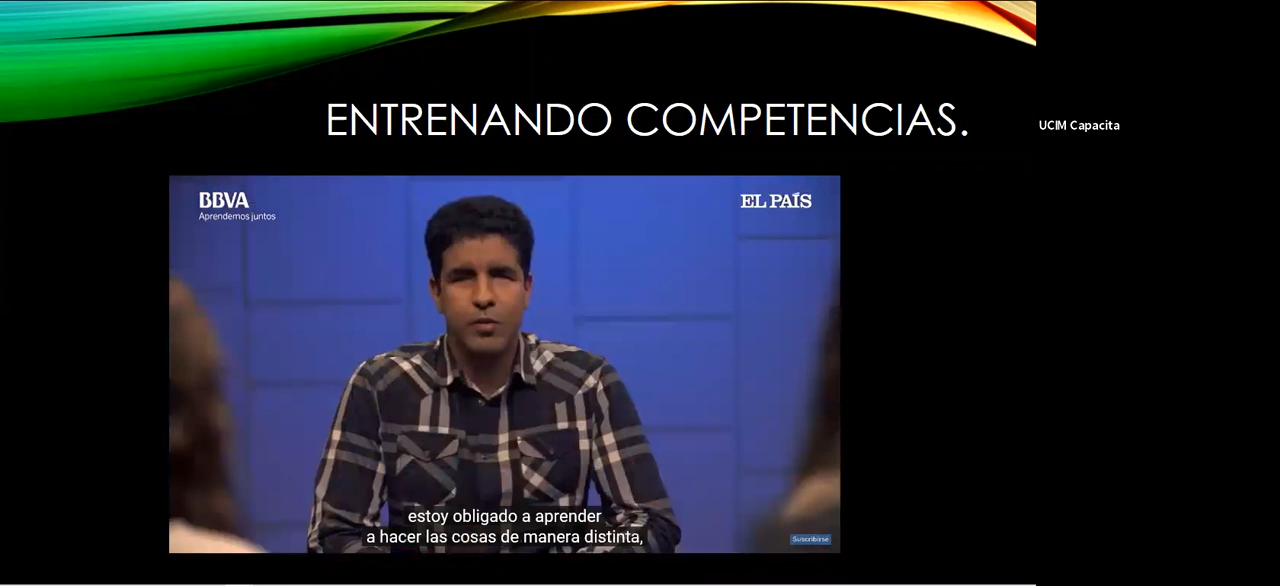 ENTRENANDO COMPETENCIAS.
UCIM Capacita
BBVA
Aprendemos juntos
EL PAÍS
estoy obligado a aprender
a hacer las cosas de manera distinta,
Suscribirse